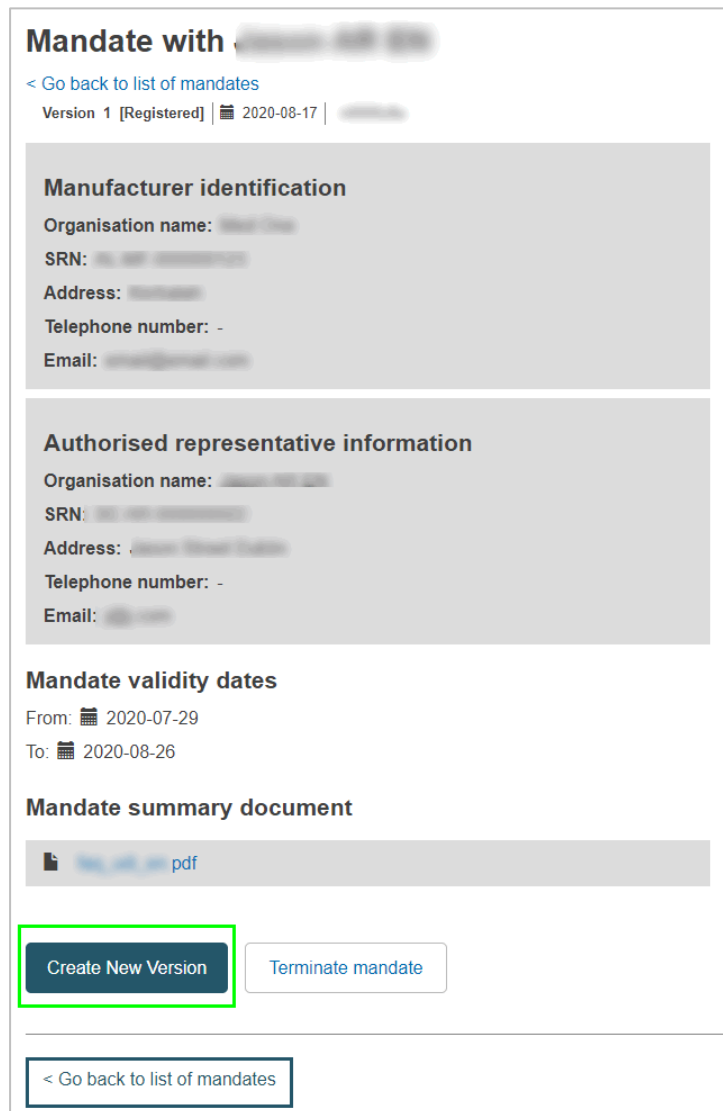 Mandate with
< Go back to list of mandates
Version 1 [Registered] 2020-08-17
Manufacturer identification
Organisation name:
SRN:
Address:
Telephone number: -
Email:
Authorised representative information
Organisation name:
SRN:
Address:
Telephone number: -
Email:
Mandate validity dates
From: 2020-07-29
To: 2020-08-26
Mandate summary document
pdf
Create New Version
Terminate mandate
< Go back to list of mandates